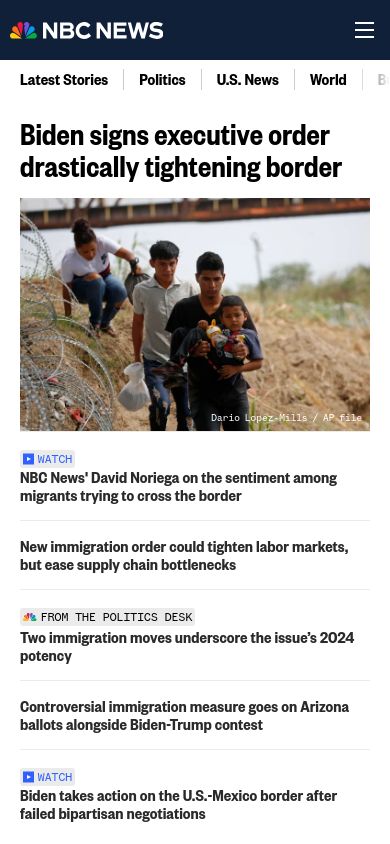 NBC NEWS
Latest Stories Politics U.S. News World
Biden signs executive order
drastically tightening border
Dario Lopez-Mills / AP file
WATCH
NBC News' David Noriega on the sentiment among
migrants trying to cross the border
New immigration order could tighten labor markets,
but ease supply chain bottlenecks
FROM THE POLITICS DESK
Two immigration moves underscore the issue’s 2024
potency
Controversial immigration measure goes on Arizona
ballots alongside Biden-Trump contest
WATCH
Biden takes action on the U.S.-Mexico border after
failed bipartisan negotiations